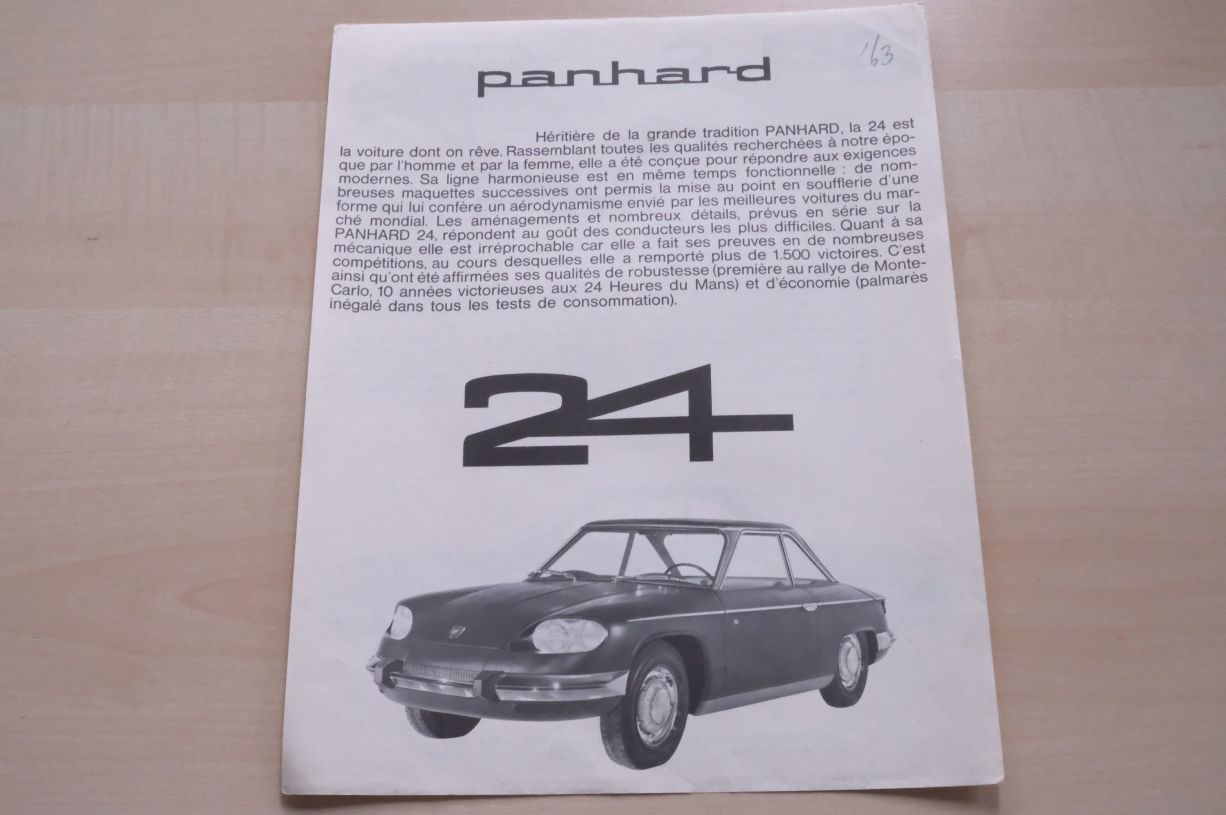 panhard
'63
Héritière de la grande tradition PANHARD, la 24 est
la voiture dont on rêve. Rassemblant toutes les qualités recherchées à notre épo-
que par l'homme et par la femme, elle a été conçue pour répondre aux exigences
modernes. Sa ligne harmonieuse est en même temps fonctionnelle : de nom-
breuses maquettes successives ont permis la mise au point en soufflerie d'une
forme qui lui confère un aérodynamisme envié par les meilleures voitures du mar-
ché mondial. Les aménagements et nombreux détails, prévus en série sur la
PANHARD 24, répondent au goût des conducteurs les plus difficiles. Quant à sa
mécanique elle est irréprochable car elle a fait ses preuves en de nombreuses
compétitions, au cours desquelles elle a remporté plus de 1.500 victoires. C'est
ainsi qu'ont été affirmées ses qualités de robustesse (première au rallye de Monte-
Carlo, 10 années victorieuses aux 24 Heures du Mans) et d'économie (palmarès
inégalé dans tous les tests de consommation).
24